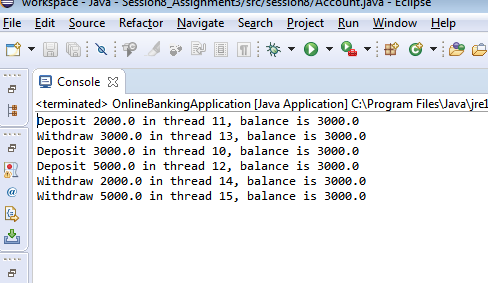 workspace - Java - Session8_Assignment3/src/session8/Account.java - Eclipse
File Edit Source Refactor Navigate Search Project Run Window Help
Console
<terminated> OnlineBankingApplication [Java Application] C:\Program Files\Java\jre1
Deposit 2000.0 in thread 11, balance is 3000.0
Withdraw 3000.0 in thread 13, balance is 3000.0
Deposit 3000.0 in thread 10, balance is 3000.0
Deposit 5000.0 in thread 12, balance is 3000.0
Withdraw 2000.0 in thread 14, balance is 3000.0
Withdraw 5000.0 in thread 15, balance is 3000.0